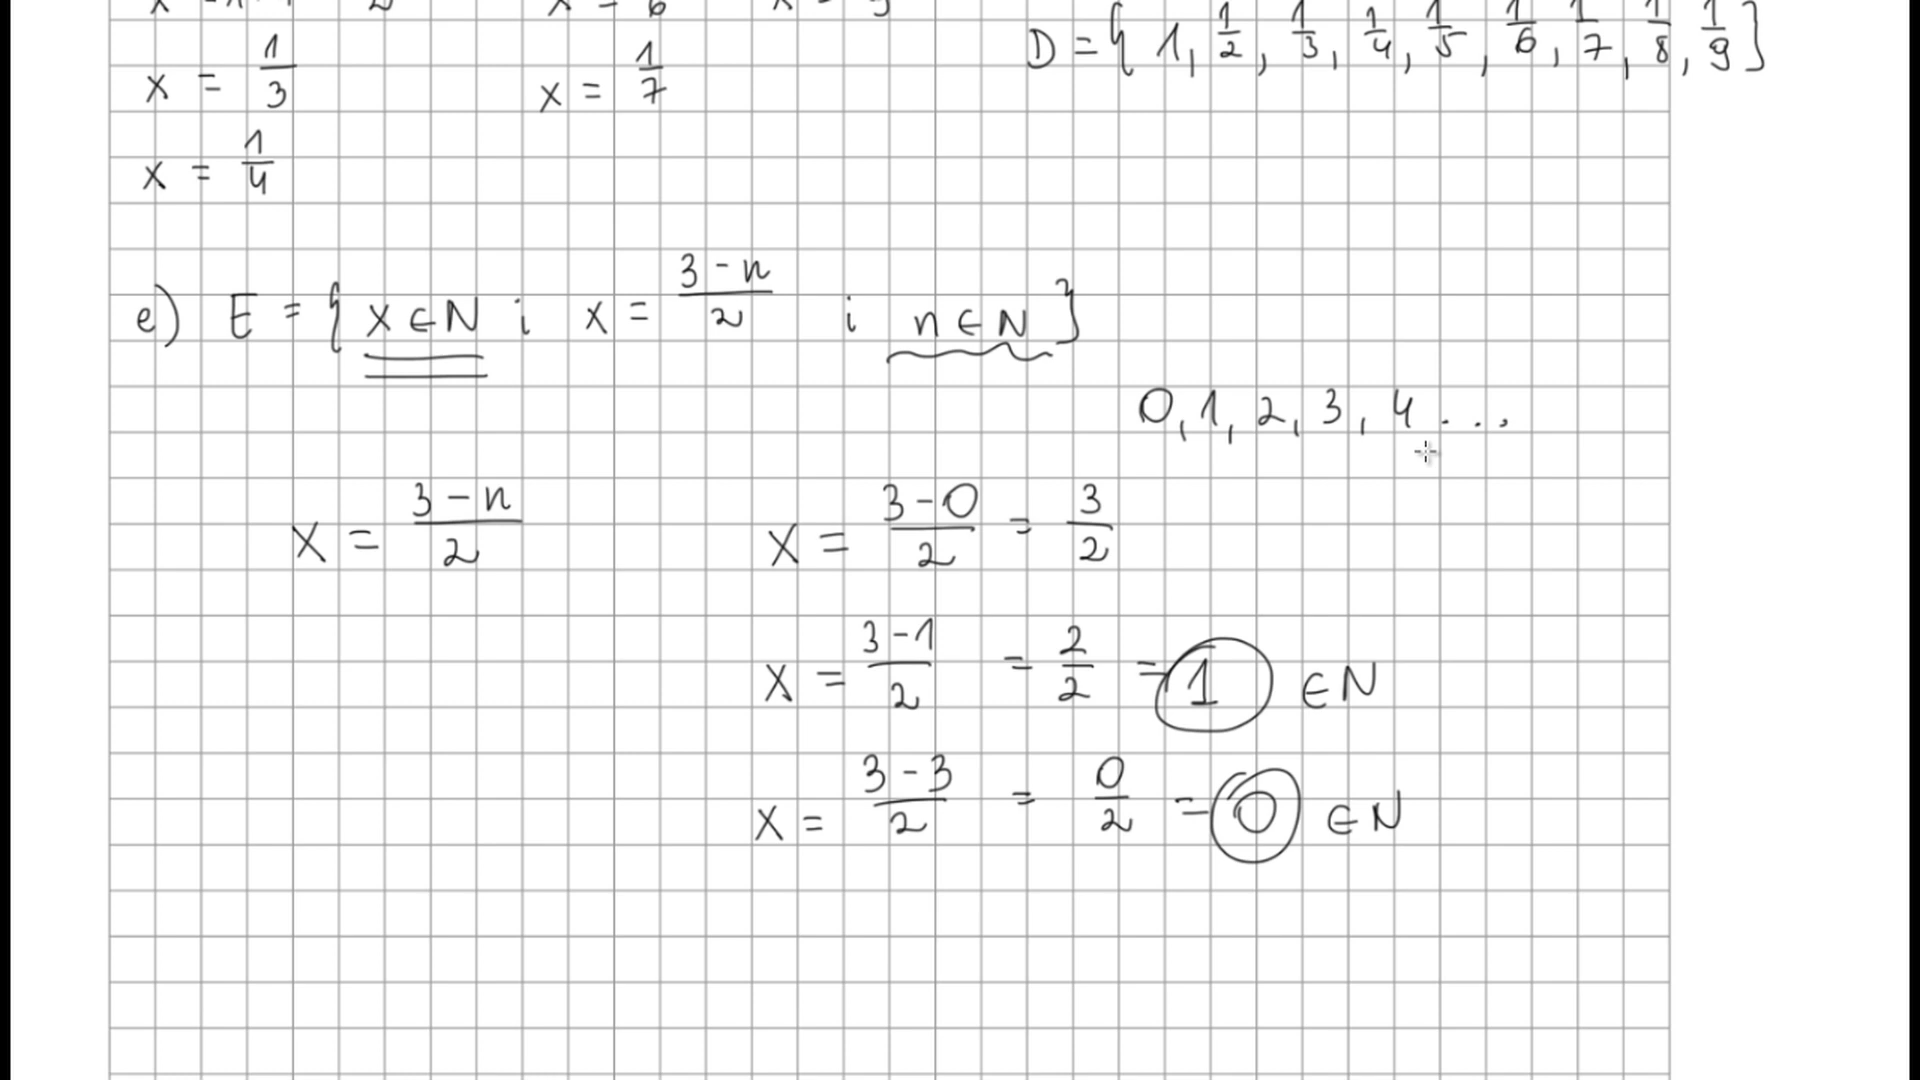 x = 1/3
x = 1/7
D = { 1, 1/2, 1/3, 1/4, 1/5, 1/6, 1/7, 1/8, 1/9 }
x = 1/4
e) E = { x ∈ N i x = (3 - n)/2 i n ∈ N }
0, 1, 2, 3, 4 ...
x = (3 - n)/2
x = (3 - 0)/2 = 3/2
x = (3 - 1)/2 = 2/2 = 1 ∈ N
x = (3 - 3)/2 = 0/2 = 0 ∈ N